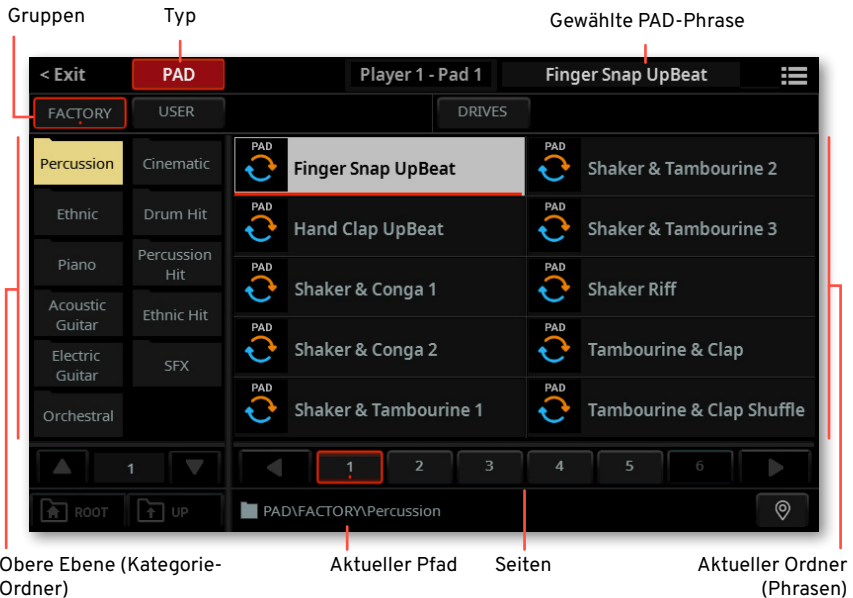 Gruppen Typ Gewählte PAD-Phrase
< Exit PAD Player 1 - Pad 1 Finger Snap UpBeat
FACTORY USER DRIVES
Percussion
Cinematic
Ethnic
Drum Hit
Piano
Percussion
Hit
Acoustic
Guitar
Ethnic Hit
Electric
Guitar
SFX
Orchestral
PAD
Finger Snap UpBeat
PAD
Hand Clap UpBeat
PAD
Shaker & Conga 1
PAD
Shaker & Conga 2
PAD
Shaker & Tambourine 1
PAD
Shaker & Tambourine 2
PAD
Shaker & Tambourine 3
PAD
Shaker Riff
PAD
Tambourine & Clap
PAD
Tambourine & Clap Shuffle
1
1 2 3 4 5 6
ROOT UP
PAD\FACTORY\Percussion
Obere Ebene (Kategorie-
Ordner)
Aktueller Pfad
Seiten
Aktueller Ordner
(Phrasen)